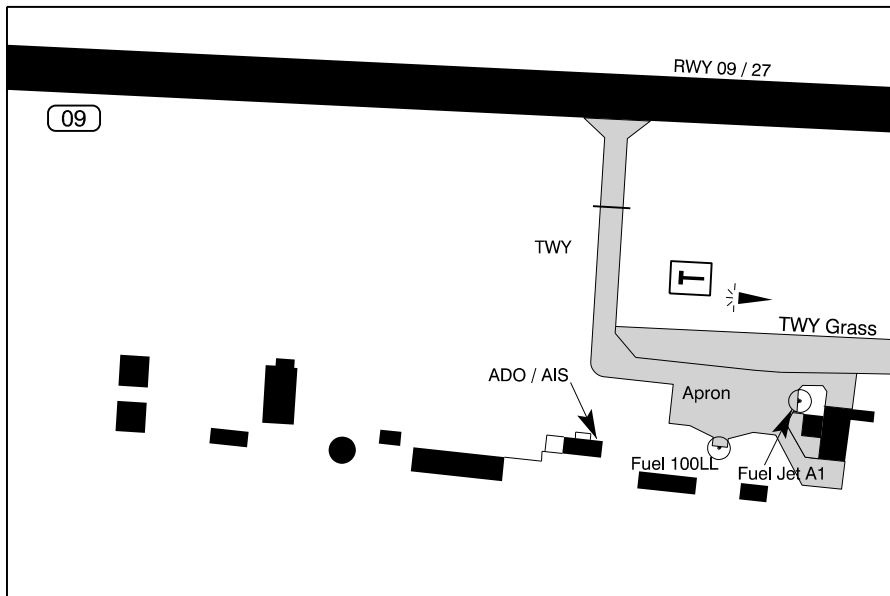 RWY 09 / 27
09
TWY
T
TWY Grass
ADO / AIS
Apron
Fuel 100LL
Fuel Jet A1